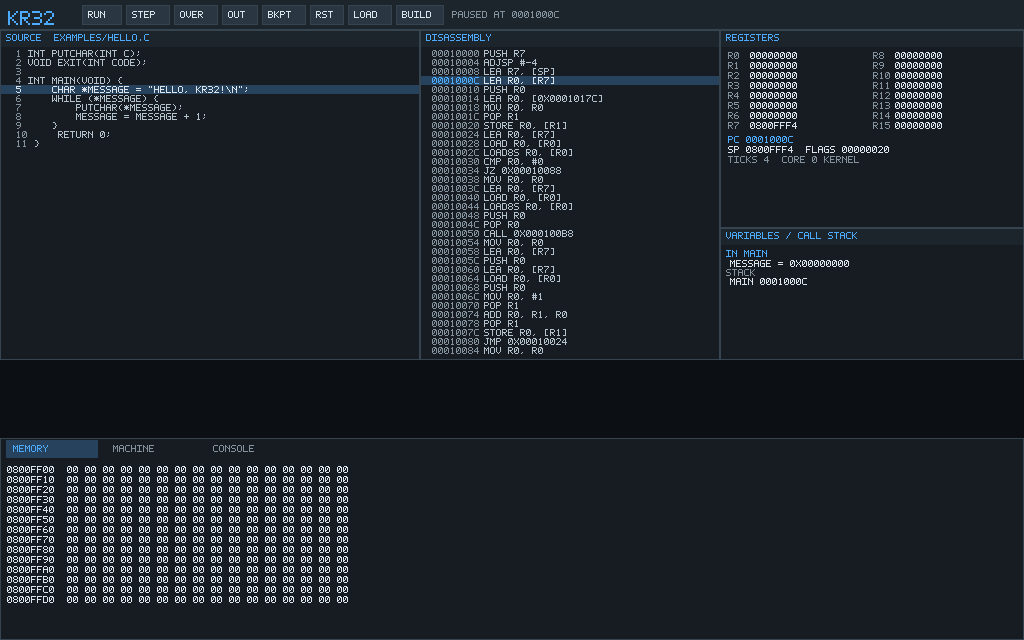 KR32 RUN STEP OVER OUT BKPT RST LOAD BUILD PAUSED AT 0001000C
SOURCE EXAMPLES/HELLO.C
1 INT PUTCHAR(INT C);
2 VOID EXIT(INT CODE);
3
4 INT MAIN(VOID) {
5 CHAR *MESSAGE = "HELLO, KR32!\N";
6 WHILE (*MESSAGE) {
7 PUTCHAR(*MESSAGE);
8 MESSAGE = MESSAGE + 1;
9 }
10 RETURN 0;
11 }
DISASSEMBLY
00010000 PUSH R7
00010004 ADJSP #-4
00010008 LEA R7, [SP]
0001000C LEA R0, [R7]
00010010 PUSH R0
00010014 LEA R0, [0X0001017C]
00010018 MOV R0, R0
0001001C POP R1
00010020 STORE R0, [R1]
00010024 LEA R0, [R7]
00010028 LOAD R0, [R0]
0001002C LOAD8S R0, [R0]
00010030 CMP R0, #0
00010034 JZ 0X00010088
00010038 MOV R0, R0
0001003C LEA R0, [R7]
00010040 LOAD R0, [R0]
00010044 LOAD8S R0, [R0]
00010048 PUSH R0
0001004C POP R0
00010050 CALL 0X000100B8
00010054 MOV R0, R0
00010058 LEA R0, [R7]
0001005C PUSH R0
00010060 LEA R0, [R7]
00010064 LOAD R0, [R0]
00010068 PUSH R0
0001006C MOV R0, #1
00010070 POP R1
00010074 ADD R0, R1, R0
00010078 POP R1
0001007C STORE R0, [R1]
00010080 JMP 0X00010024
00010084 MOV R0, R0
REGISTERS
R0 00000000 R8 00000000
R1 00000000 R9 00000000
R2 00000000 R10 00000000
R3 00000000 R11 00000000
R4 00000000 R12 00000000
R5 00000000 R13 00000000
R6 00000000 R14 00000000
R7 0800FFF4 R15 00000000
PC 0001000C
SP 0800FFF4 FLAGS 00000020
TICKS 4 CORE 0 KERNEL
VARIABLES / CALL STACK
IN MAIN
MESSAGE = 0X00000000
STACK
MAIN 0001000C
MEMORY MACHINE CONSOLE
0800FF00 00 00 00 00 00 00 00 00 00 00 00 00 00 00 00 00
0800FF10 00 00 00 00 00 00 00 00 00 00 00 00 00 00 00 00
0800FF20 00 00 00 00 00 00 00 00 00 00 00 00 00 00 00 00
0800FF30 00 00 00 00 00 00 00 00 00 00 00 00 00 00 00 00
0800FF40 00 00 00 00 00 00 00 00 00 00 00 00 00 00 00 00
0800FF50 00 00 00 00 00 00 00 00 00 00 00 00 00 00 00 00
0800FF60 00 00 00 00 00 00 00 00 00 00 00 00 00 00 00 00
0800FF70 00 00 00 00 00 00 00 00 00 00 00 00 00 00 00 00
0800FF80 00 00 00 00 00 00 00 00 00 00 00 00 00 00 00 00
0800FF90 00 00 00 00 00 00 00 00 00 00 00 00 00 00 00 00
0800FFA0 00 00 00 00 00 00 00 00 00 00 00 00 00 00 00 00
0800FFB0 00 00 00 00 00 00 00 00 00 00 00 00 00 00 00 00
0800FFC0 00 00 00 00 00 00 00 00 00 00 00 00 00 00 00 00
0800FFD0 00 00 00 00 00 00 00 00 00 00 00 00 00 00 00 00